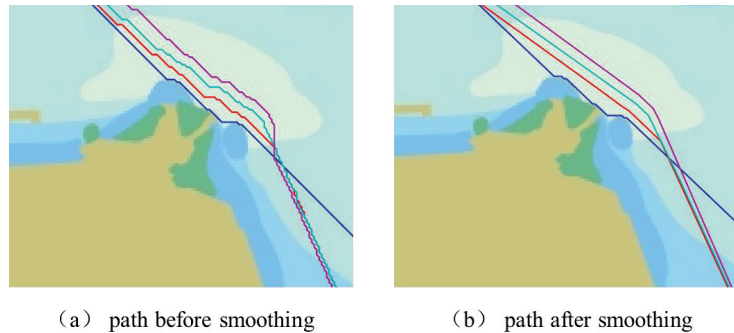 （a） path before smoothing
（b） path after smoothing